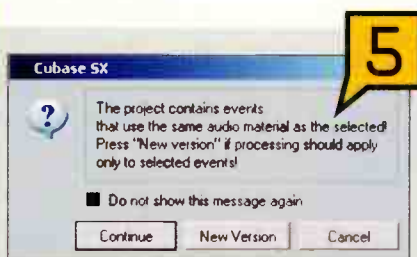 5
Cubase SX
?
The project contains events
that use the same audio material as the selected!
Press "New version" if processing should apply
only to selected events!
Do not show this message again
Continue New Version Cancel